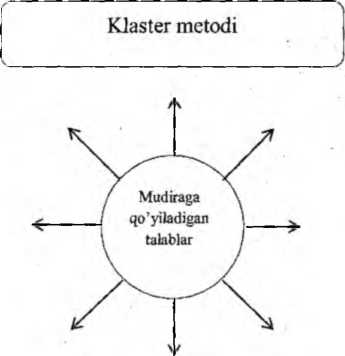 Klaster metodi
Mudiraga
qo'yiladigan
talablar